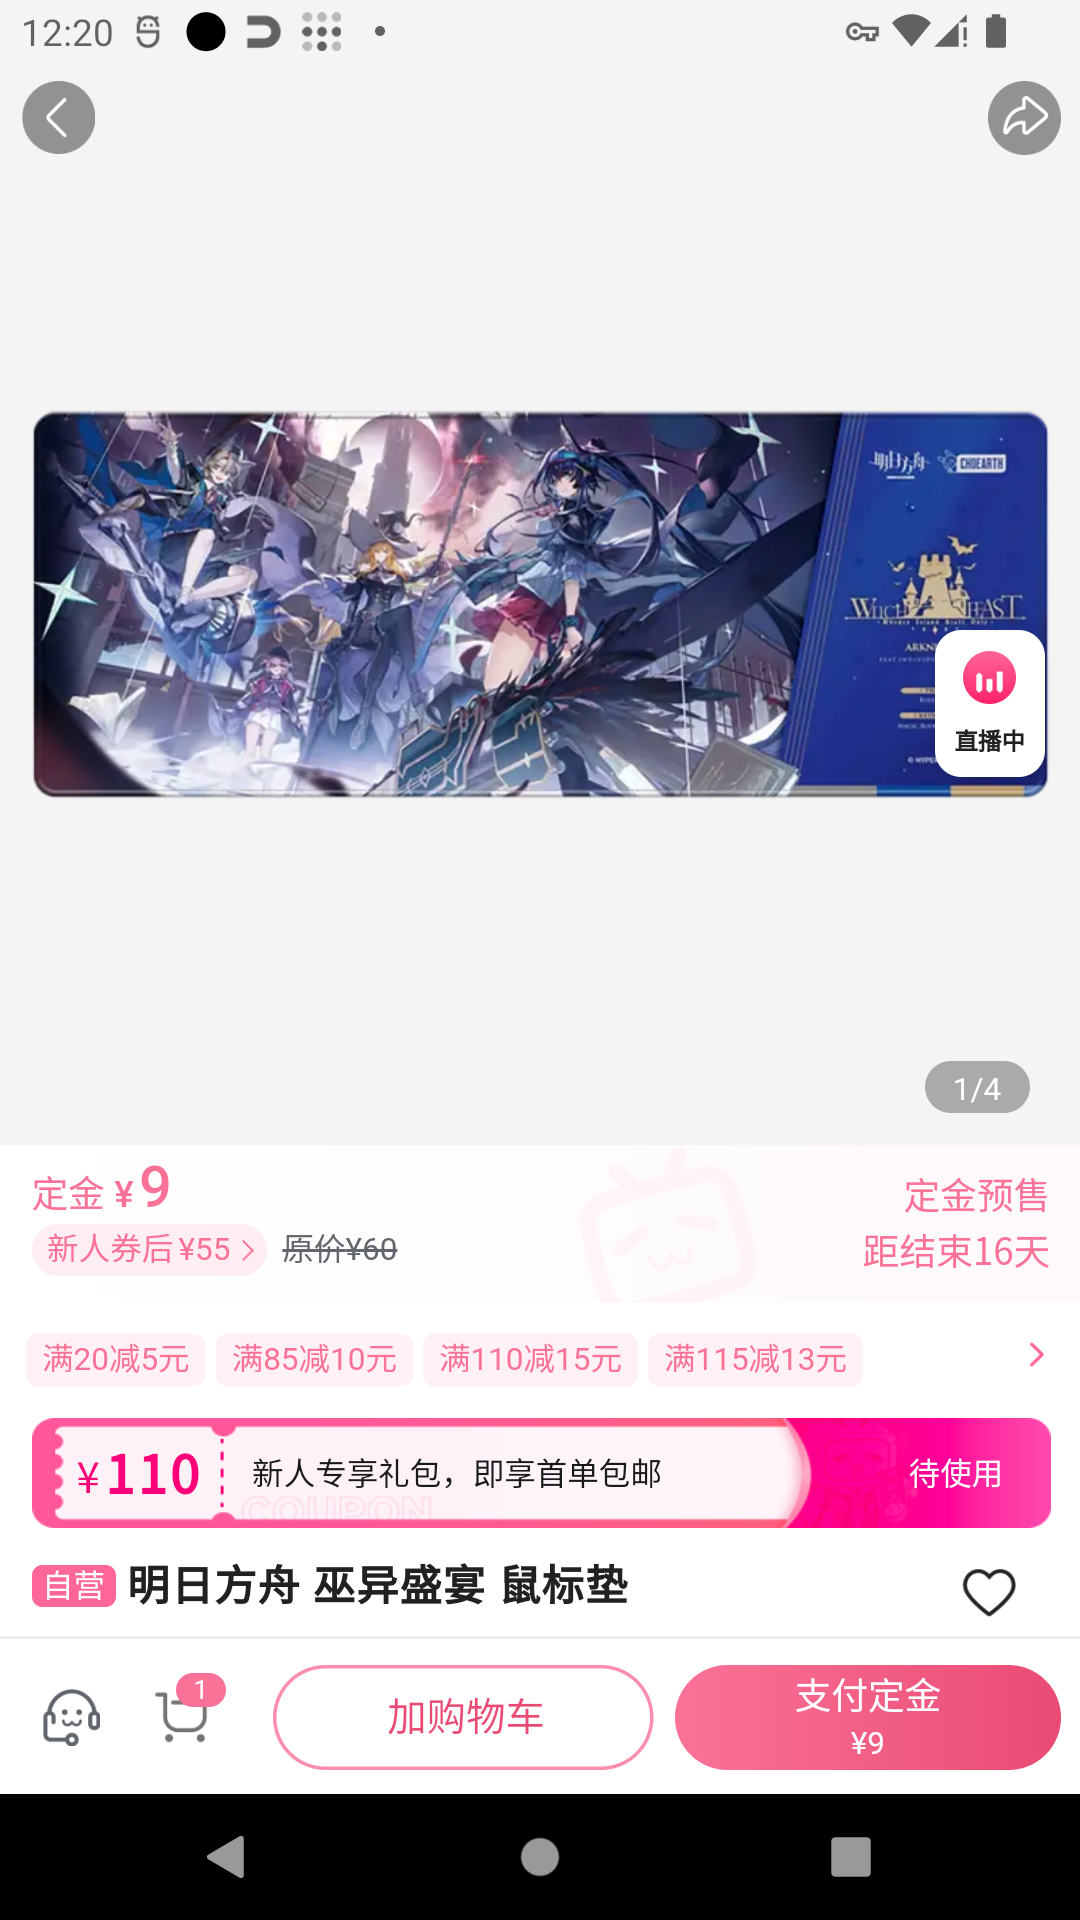 12:20
明日方舟 CHOEARTH
WITCH FEAST
直播中
1/4
定金 ¥9
定金预售
新人券后 ¥55 原价¥60
距结束16天
满20减5元 满85减10元 满110减15元 满115减13元
¥110 新人专享礼包，即享首单包邮 待使用
COUPON
自营 明日方舟 巫异盛宴 鼠标垫
1
加购物车
支付定金
¥9